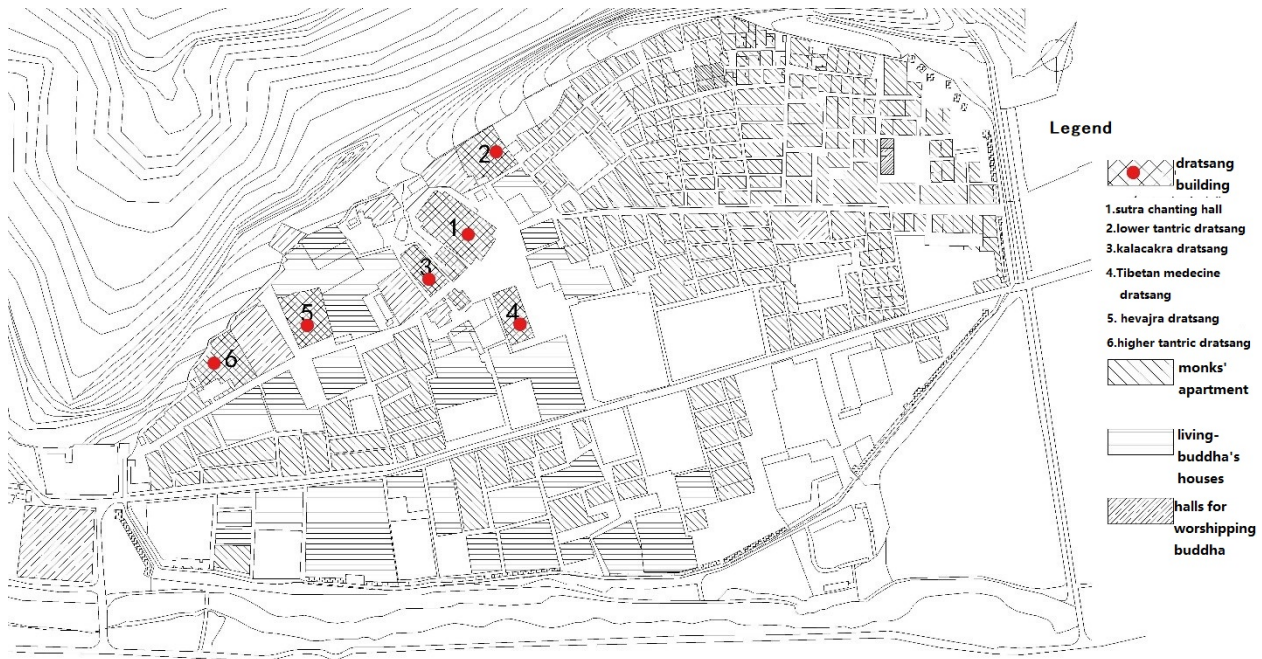 2
1
3
5
4
6
Legend
dratsang
building
1.sutra chanting hall
2.lower tantric dratsang
3.kalacakra dratsang
4.Tibetan medecine
dratsang
5. hevajra dratsang
6.higher tantric dratsang
monks'
apartment
living-
buddha's
houses
halls for
worshipping
buddha